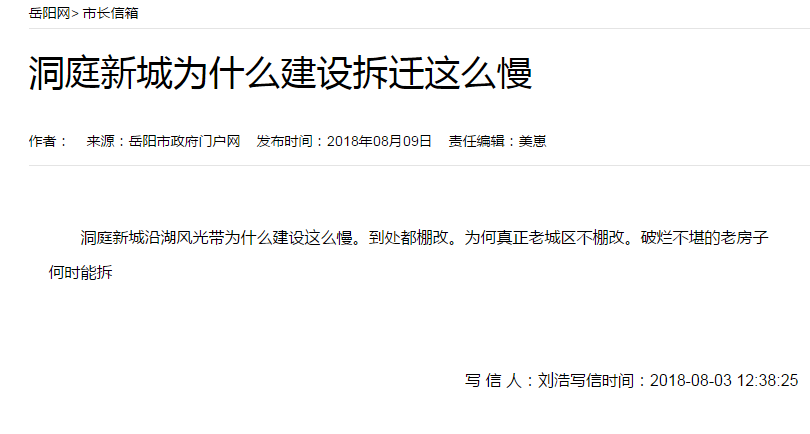 岳阳网> 市长信箱
洞庭新城为什么建设拆迁这么慢
作者： 来源：岳阳市政府门户网 发布时间：2018年08月09日 责任编辑：美崽
洞庭新城沿湖风光带为什么建设这么慢。到处都棚改。为何真正老城区不棚改。破烂不堪的老房子
何时能拆
写 信 人：刘浩写信时间：2018-08-03 12:38:25